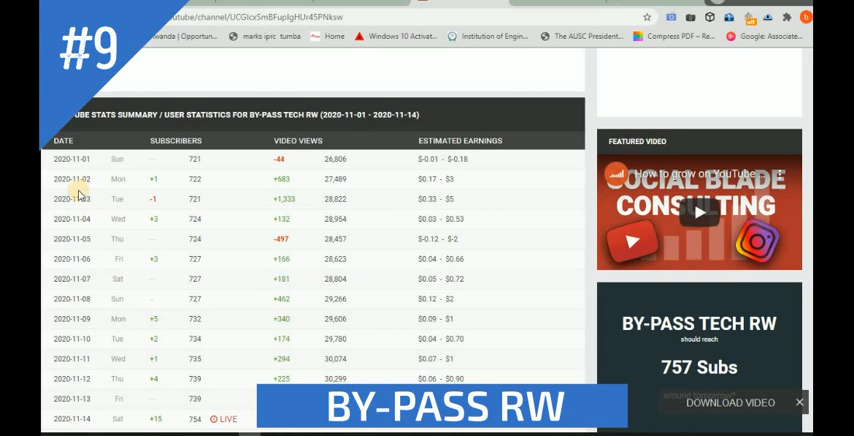 #9
utube/channel/UCGIcxSmBFupIgHUr45PNksw
wanda | Opportun...
marks iprc tumba
Home
Windows 10 Activat...
Institution of Engin...
The AUSC President...
Compress PDF – Re...
Google: Associate...
off
b
UBE STATS SUMMARY / USER STATISTICS FOR BY-PASS TECH RW (2020-11-01 - 2020-11-14)
DATE SUBSCRIBERS VIDEO VIEWS ESTIMATED EARNINGS
2020-11-01 Sun -- 721 -44 26,806 $-0.01 - $-0.18
2020-11-02 Mon +1 722 +683 27,489 $0.17 - $3
2020-11-03 Tue -1 721 +1,333 28,822 $0.33 - $5
2020-11-04 Wed +3 724 +132 28,954 $0.03 - $0.53
2020-11-05 Thu -- 724 -497 28,457 $-0.12 - $-2
2020-11-06 Fri +3 727 +166 28,623 $0.04 - $0.66
2020-11-07 Sat -- 727 +181 28,804 $0.05 - $0.72
2020-11-08 Sun -- 727 +462 29,266 $0.12 - $2
2020-11-09 Mon +5 732 +340 29,606 $0.09 - $1
2020-11-10 Tue +2 734 +174 29,780 $0.04 - $0.70
2020-11-11 Wed +1 735 +294 30,074 $0.07 - $1
2020-11-12 Thu +4 739 +225 30,299 $0.06 - $0.90
2020-11-13 Fri -- 739
2020-11-14 Sat +15 754 LIVE
FEATURED VIDEO
How to grow on YouTube
SOCIAL BLADE
CONSULTING
BY-PASS TECH RW
should reach
757 Subs
around tomorrow*
DOWNLOAD VIDEO
BY-PASS RW